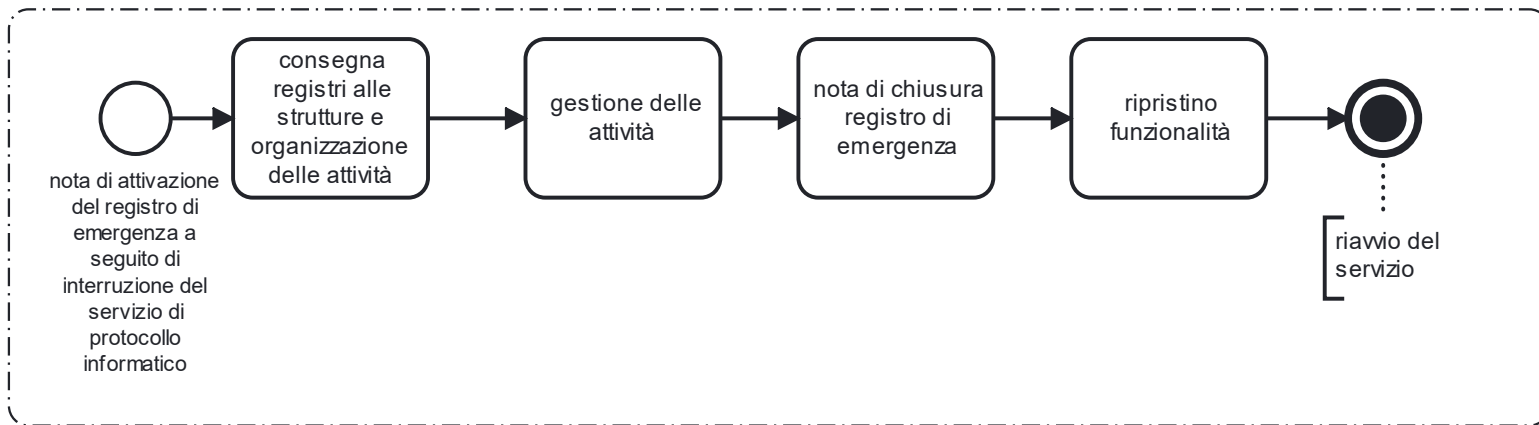 consegna
registri alle
strutture e
organizzazione
delle attività
gestione delle
attività
nota di chiusura
registro di
emergenza
ripristino
funzionalità
nota di attivazione
del registro di
emergenza a
seguito di
interruzione del
servizio di
protocollo
informatico
riavvio del
servizio